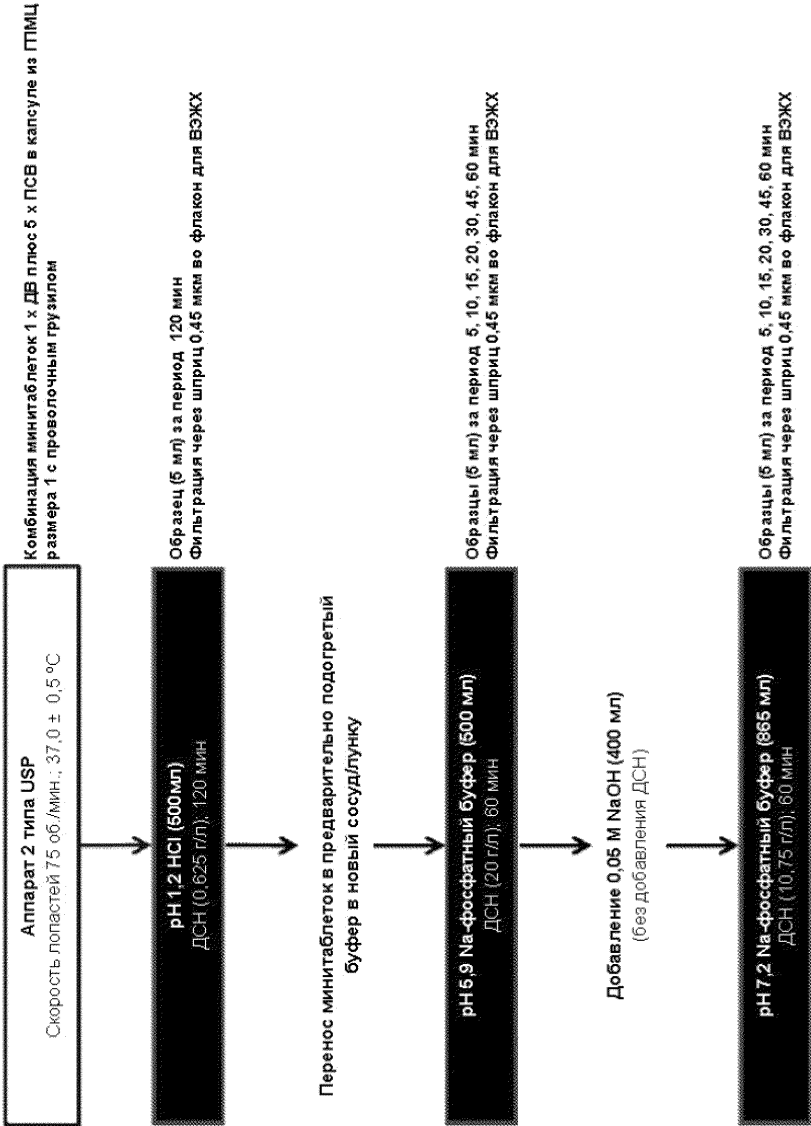 Аппарат 2 типа USP
Скорость лопастей 75 об./мин.; 37,0 ± 0,5 °C
Комбинация минитаблеток 1 x ДВ плюс 5 x ПСВ в капсуле из ГПМЦ
размера 1 с проволочным грузилом
pH 1,2 HCl (500мл)
ДСН (0,625 г/л); 120 мин
Образец (5 мл) за период 120 мин
Фильтрация через шприц 0,45 мкм во флакон для ВЭЖХ
Перенос минитаблеток в предварительно подогретый
буфер в новый сосуд/лунку
pH 5,9 Na-фосфатный буфер (500 мл)
ДСН (20 г/л); 60 мин
Образцы (5 мл) за период 5, 10, 15, 20, 30, 45, 60 мин
Фильтрация через шприц 0,45 мкм во флакон для ВЭЖХ
Добавление 0,05 М NaOH (400 мл)
(без добавления ДСН)
pH 7,2 Na-фосфатный буфер (865 мл)
ДСН (10,75 г/л); 60 мин
Образцы (5 мл) за период 5, 10, 15, 20, 30, 45, 60 мин
Фильтрация через шприц 0,45 мкм во флакон для ВЭЖХ